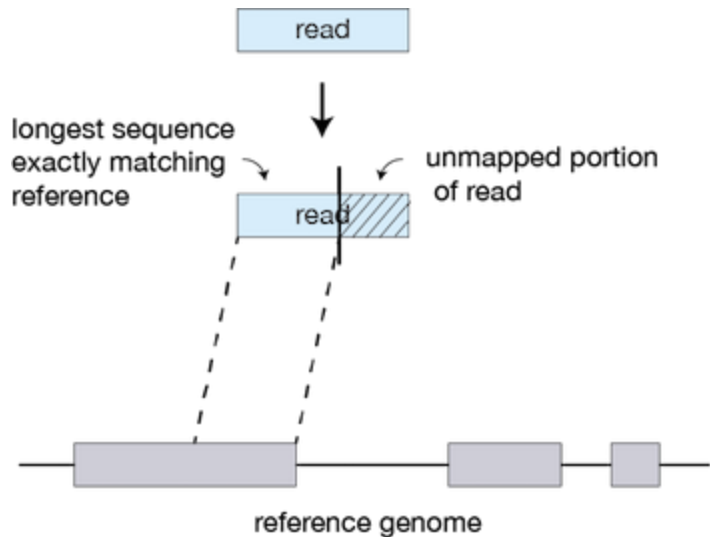 read
longest sequence
exactly matching
reference
unmapped portion
of read
read
reference genome